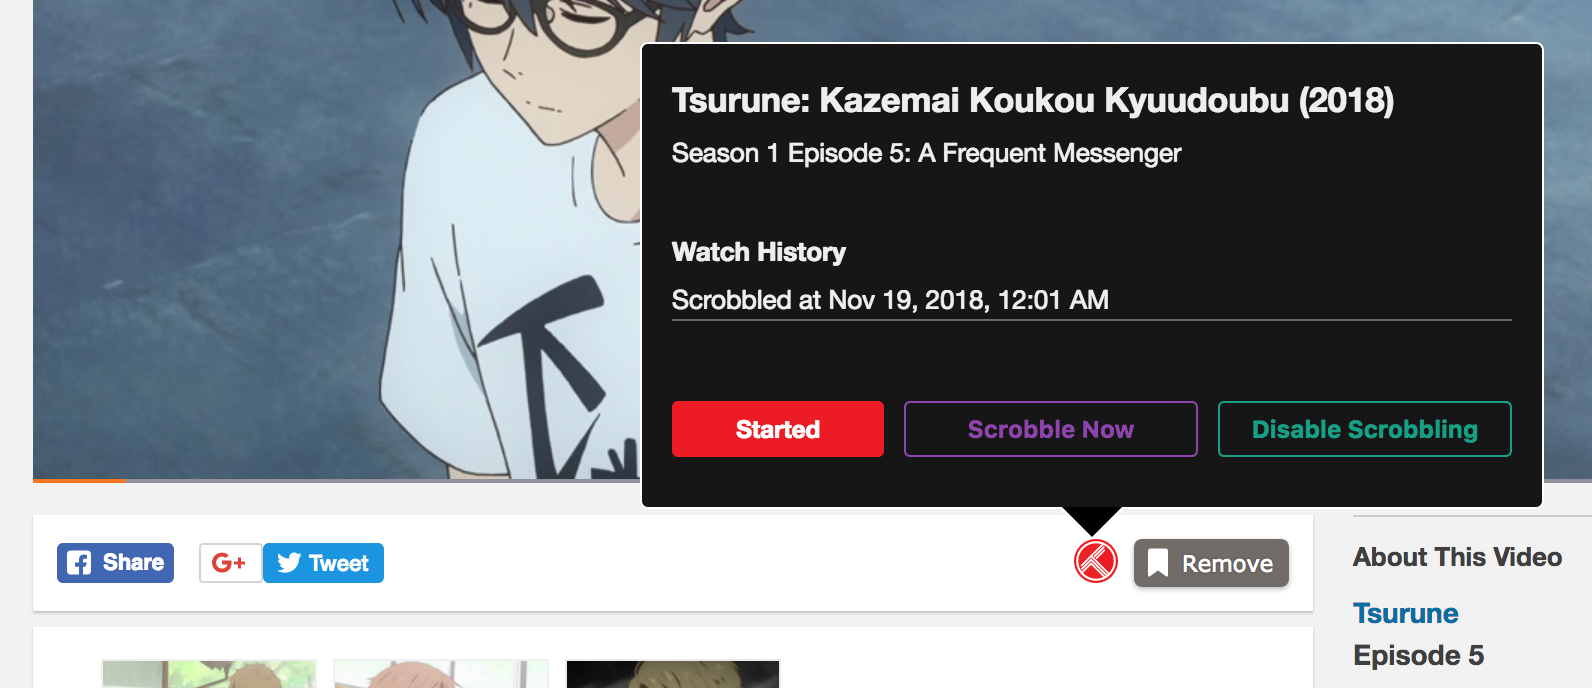 Tsurune: Kazemai Koukou Kyuudoubu (2018)
Season 1 Episode 5: A Frequent Messenger
Watch History
Scrobbled at Nov 19, 2018, 12:01 AM
Started
Scrobble Now
Disable Scrobbling
Share
G+
Tweet
Remove
About This Video
Tsurune
Episode 5